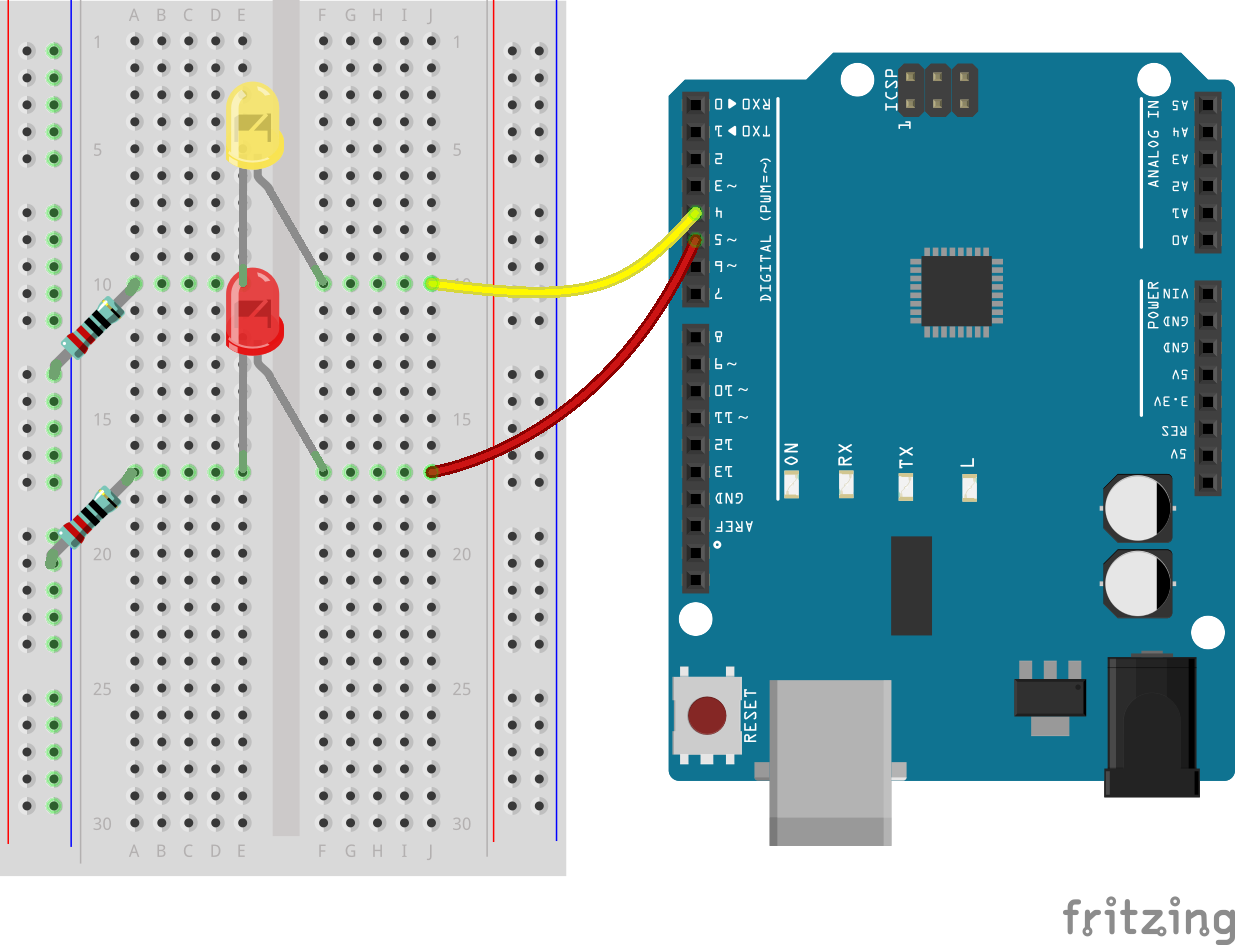 A B C D E F G H I J
1 1
5 5
10 10
15 15
20 20
25 25
30 30
A B C D E F G H I J
ICSP
1
RX0 ◀ 0
TX0 ▶ 1
2
~3
4
~5
~6
7
8
~9
~10
~11
12
13
GND
AREF
DIGITAL (PWM=~)
ON
RX
TX
L
RESET
ANALOG IN
A5
A4
A3
A2
A1
A0
POWER
VIN
GND
GND
5V
3.3V
RES
5V
fritzing